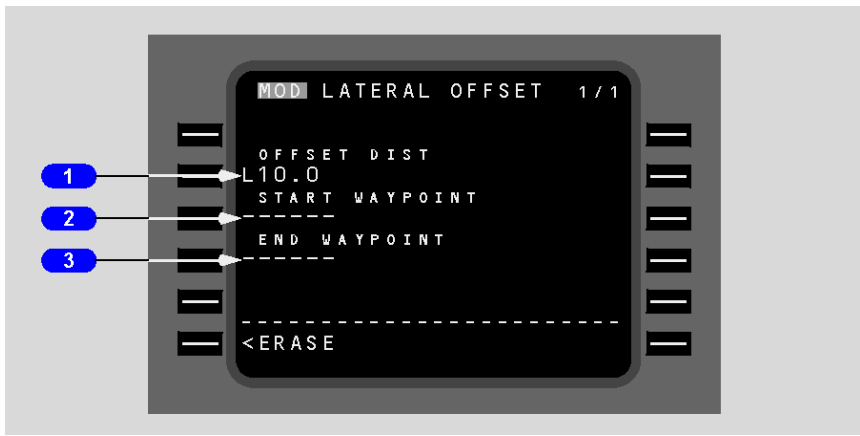 MOD LATERAL OFFSET 1/1
OFFSET DIST
1
L10.0
START WAYPOINT
2
------
END WAYPOINT
3
------
--------------------
<ERASE